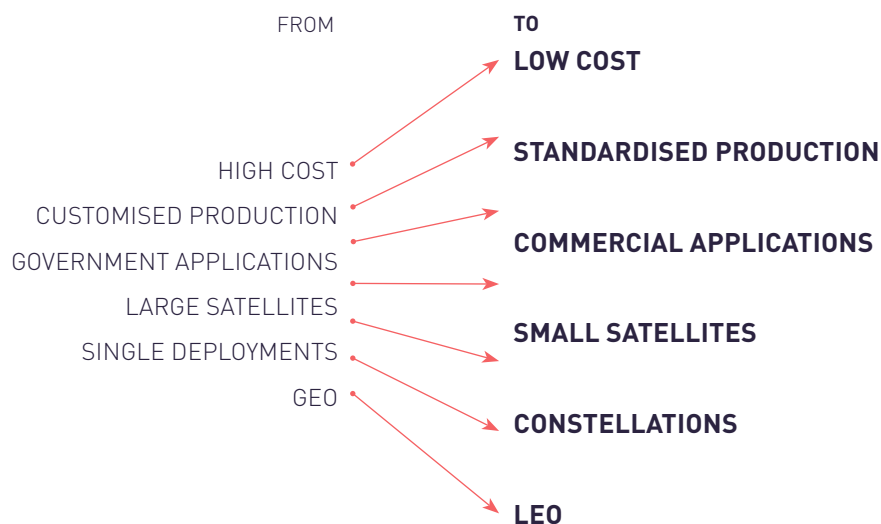 FROM
HIGH COST
CUSTOMISED PRODUCTION
GOVERNMENT APPLICATIONS
LARGE SATELLITES
SINGLE DEPLOYMENTS
GEO
TO
LOW COST
STANDARDISED PRODUCTION
COMMERCIAL APPLICATIONS
SMALL SATELLITES
CONSTELLATIONS
LEO